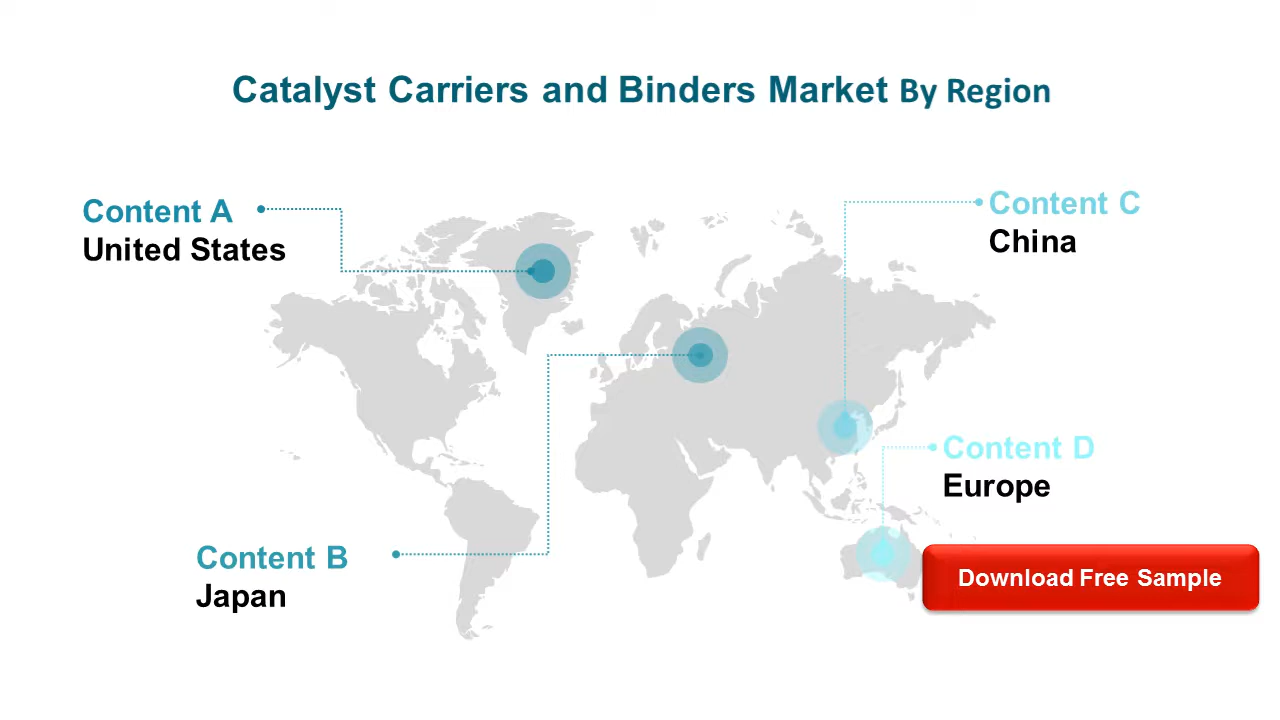 Catalyst Carriers and Binders Market By Region
Content A
United States
Content C
China
Content D
Europe
Content B
Japan
Download Free Sample